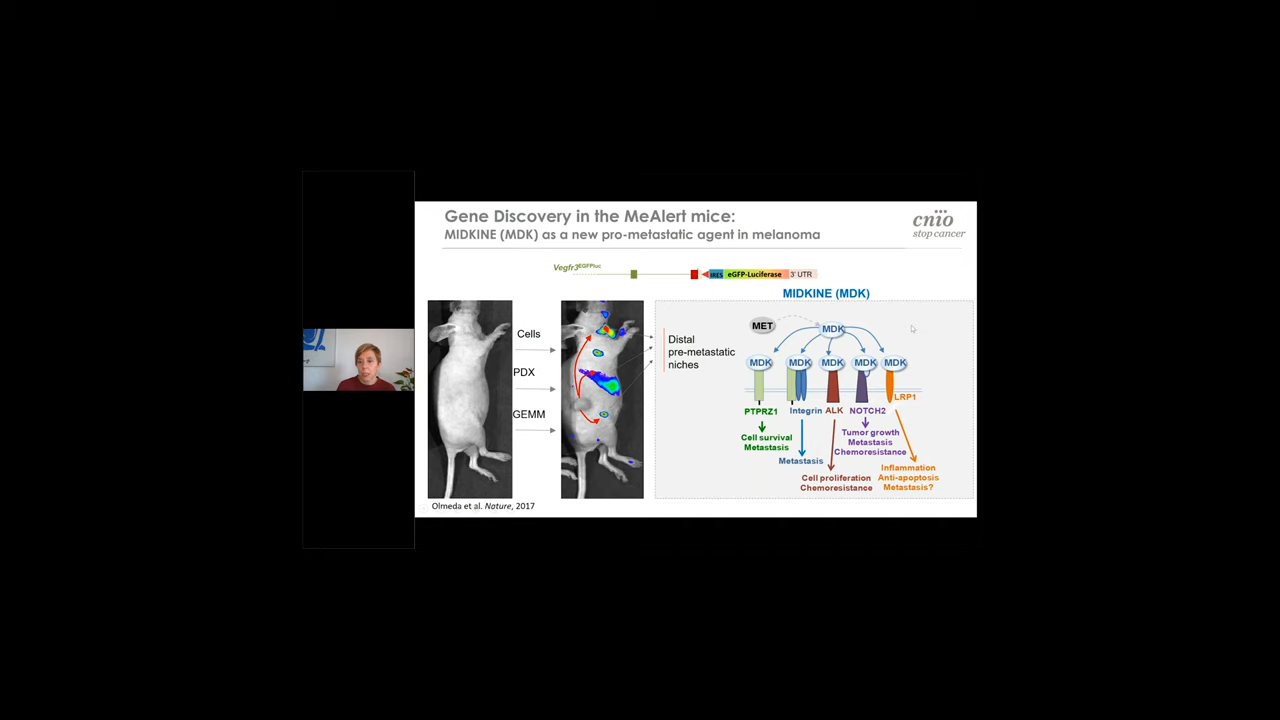 Gene Discovery in the MeAlert mice:
MIDKINE (MDK) as a new pro-metastatic agent in melanoma
cnio
stop cancer
Vegfr3
IRES eGFP-Luciferase 3' UTR
MIDKINE (MDK)
Cells
PDX
GEMM
Distal
pre-metastatic
niches
MET
MDK
MDK MDK MDK MDK MDK
LRP1
PTPRZ1 Integrin ALK NOTCH2
Cell survival
Metastasis
Metastasis
Tumor growth
Metastasis
Chemoresistance
Cell proliferation
Chemoresistance
Inflammation
Anti-apoptosis
Metastasis?
Olmeda et al. Nature, 2017